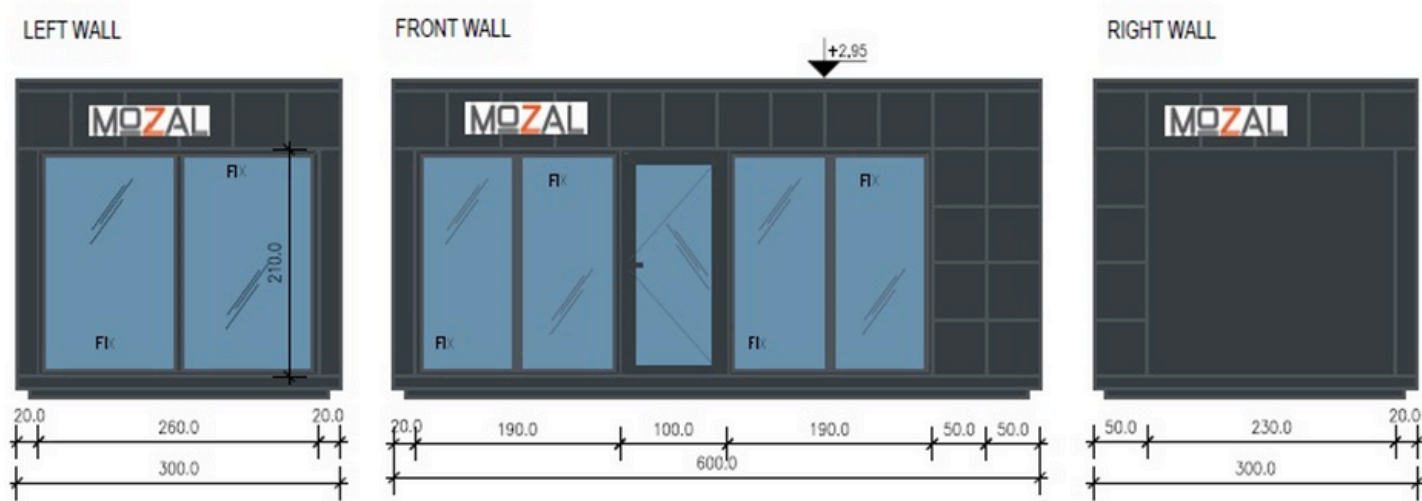 LEFT WALL
FRONT WALL
RIGHT WALL
+2,95
MOZAL
MOZAL
MOZAL
FIX
FIX
FIX
210.0
FIX
FIX
FIX
20.0
260.0
20.0
300.0
20.0
190.0
100.0
190.0
50.0
50.0
600.0
50.0
230.0
20.0
300.0